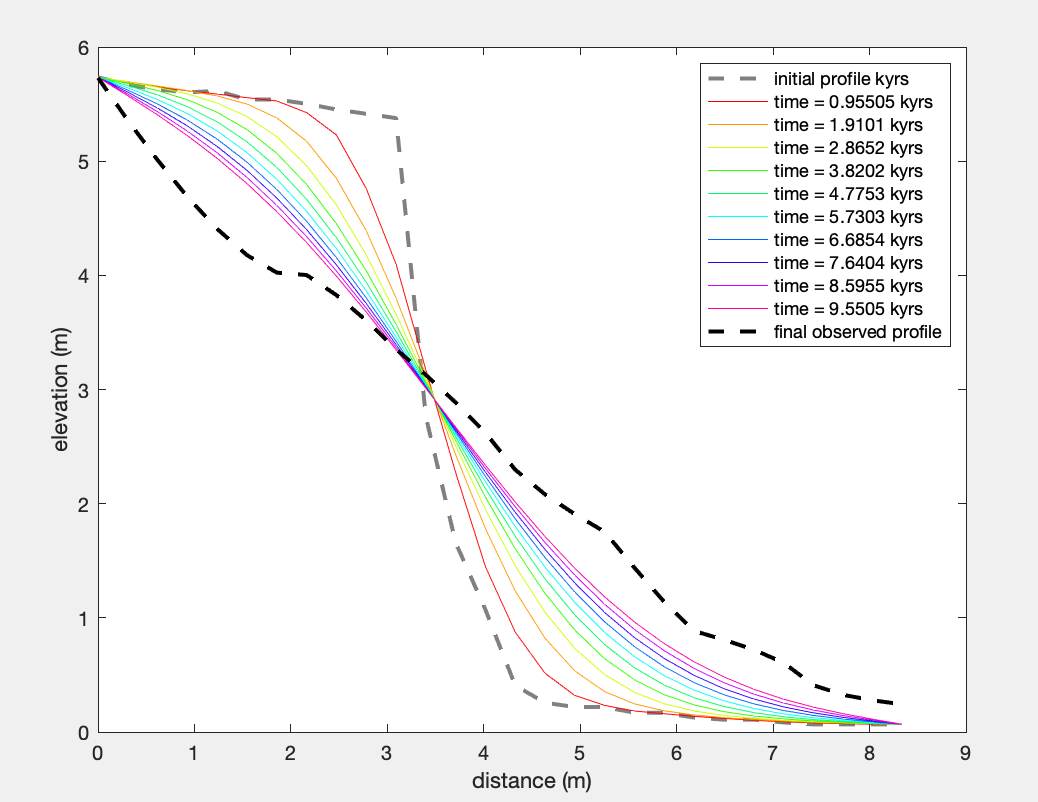 6
5
4
3
2
1
0
elevation (m)
initial profile kyrs
time = 0.95505 kyrs
time = 1.9101 kyrs
time = 2.8652 kyrs
time = 3.8202 kyrs
time = 4.7753 kyrs
time = 5.7303 kyrs
time = 6.6854 kyrs
time = 7.6404 kyrs
time = 8.5955 kyrs
time = 9.5505 kyrs
final observed profile
0 1 2 3 4 5 6 7 8 9
distance (m)